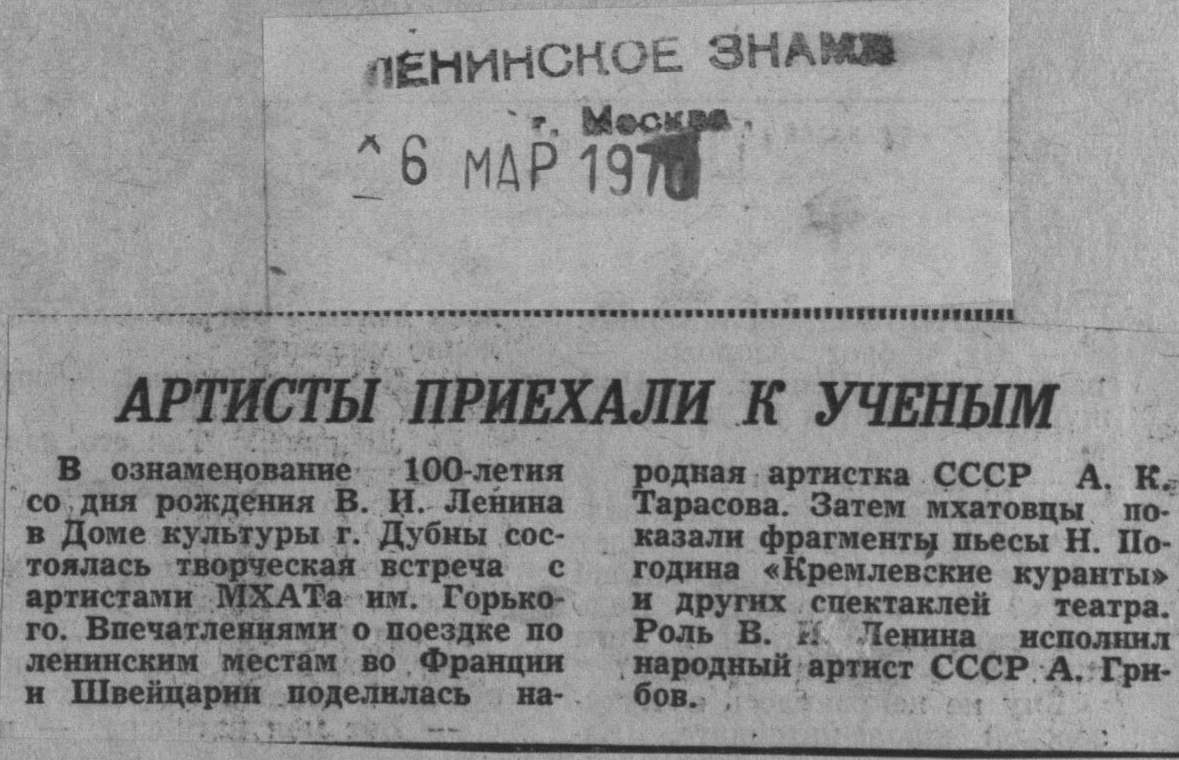 ЛЕНИНСКОЕ ЗНАМЯ
г. Москва
6 МАР 1970
АРТИСТЫ ПРИЕХАЛИ К УЧЕНЫМ
В ознаменование 100-летия
со дня рождения В. И. Ленина
в Доме культуры г. Дубны сос-
тоялась творческая встреча с
артистами МХАТа им. Горько-
го. Впечатлениями о поездке по
ленинским местам во Франции
и Швейцарии поделилась на-
родная артистка СССР А. К.
Тарасова. Затем мхатовцы по-
казали фрагменты пьесы Н. По-
година «Кремлевские куранты»
и других спектаклей театра.
Роль В. И. Ленина исполнил
народный артист СССР А. Гри-
бов.